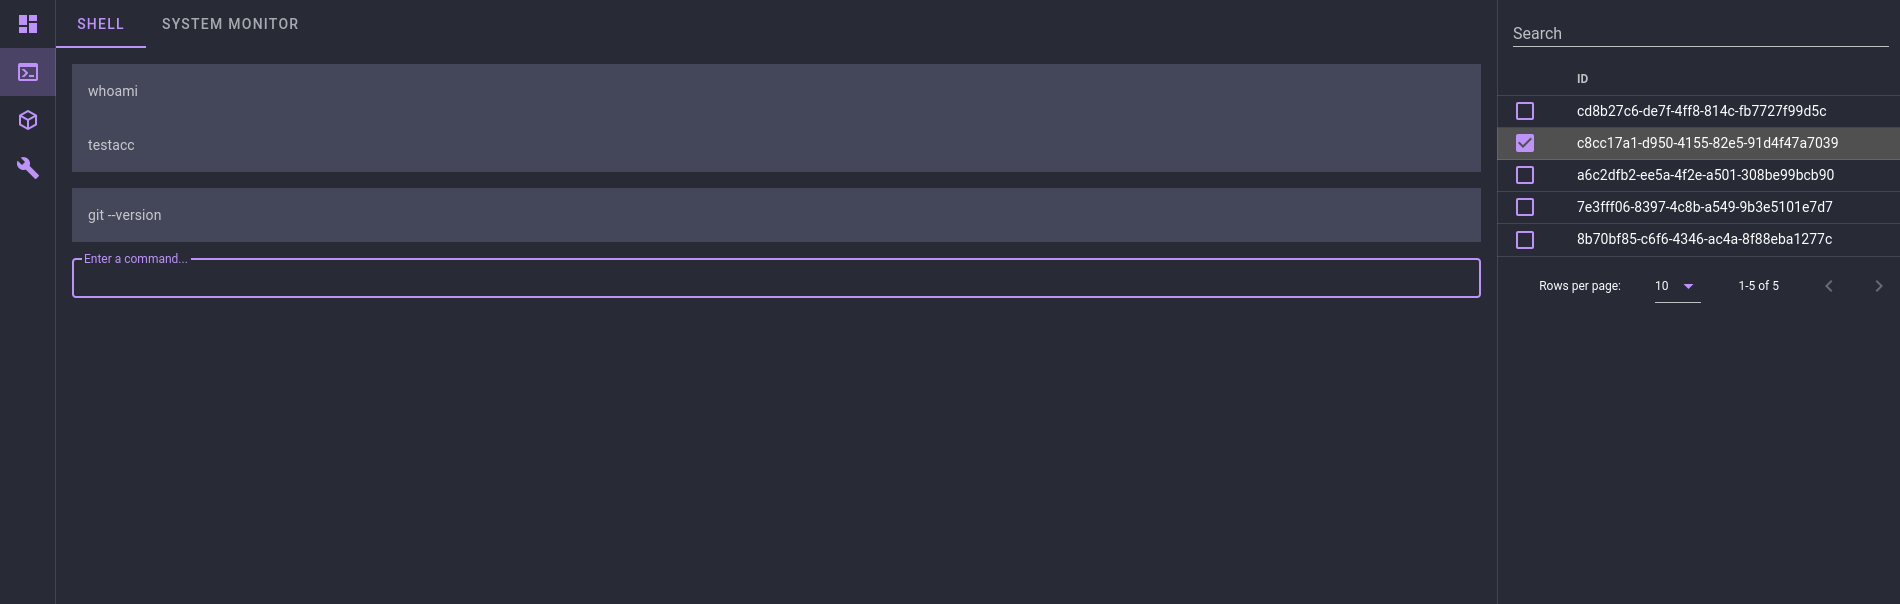 SHELL SYSTEM MONITOR
whoami
testacc
git --version
Enter a command...
Search
ID
cd8b27c6-de7f-4ff8-814c-fb7727f99d5c
c8cc17a1-d950-4155-82e5-91d4f47a7039
a6c2dfb2-ee5a-4f2e-a501-308be99bcb90
7e3fff06-8397-4c8b-a549-9b3e5101e7d7
8b70bf85-c6f6-4346-ac4a-8f88eba1277c
Rows per page: 10 1-5 of 5